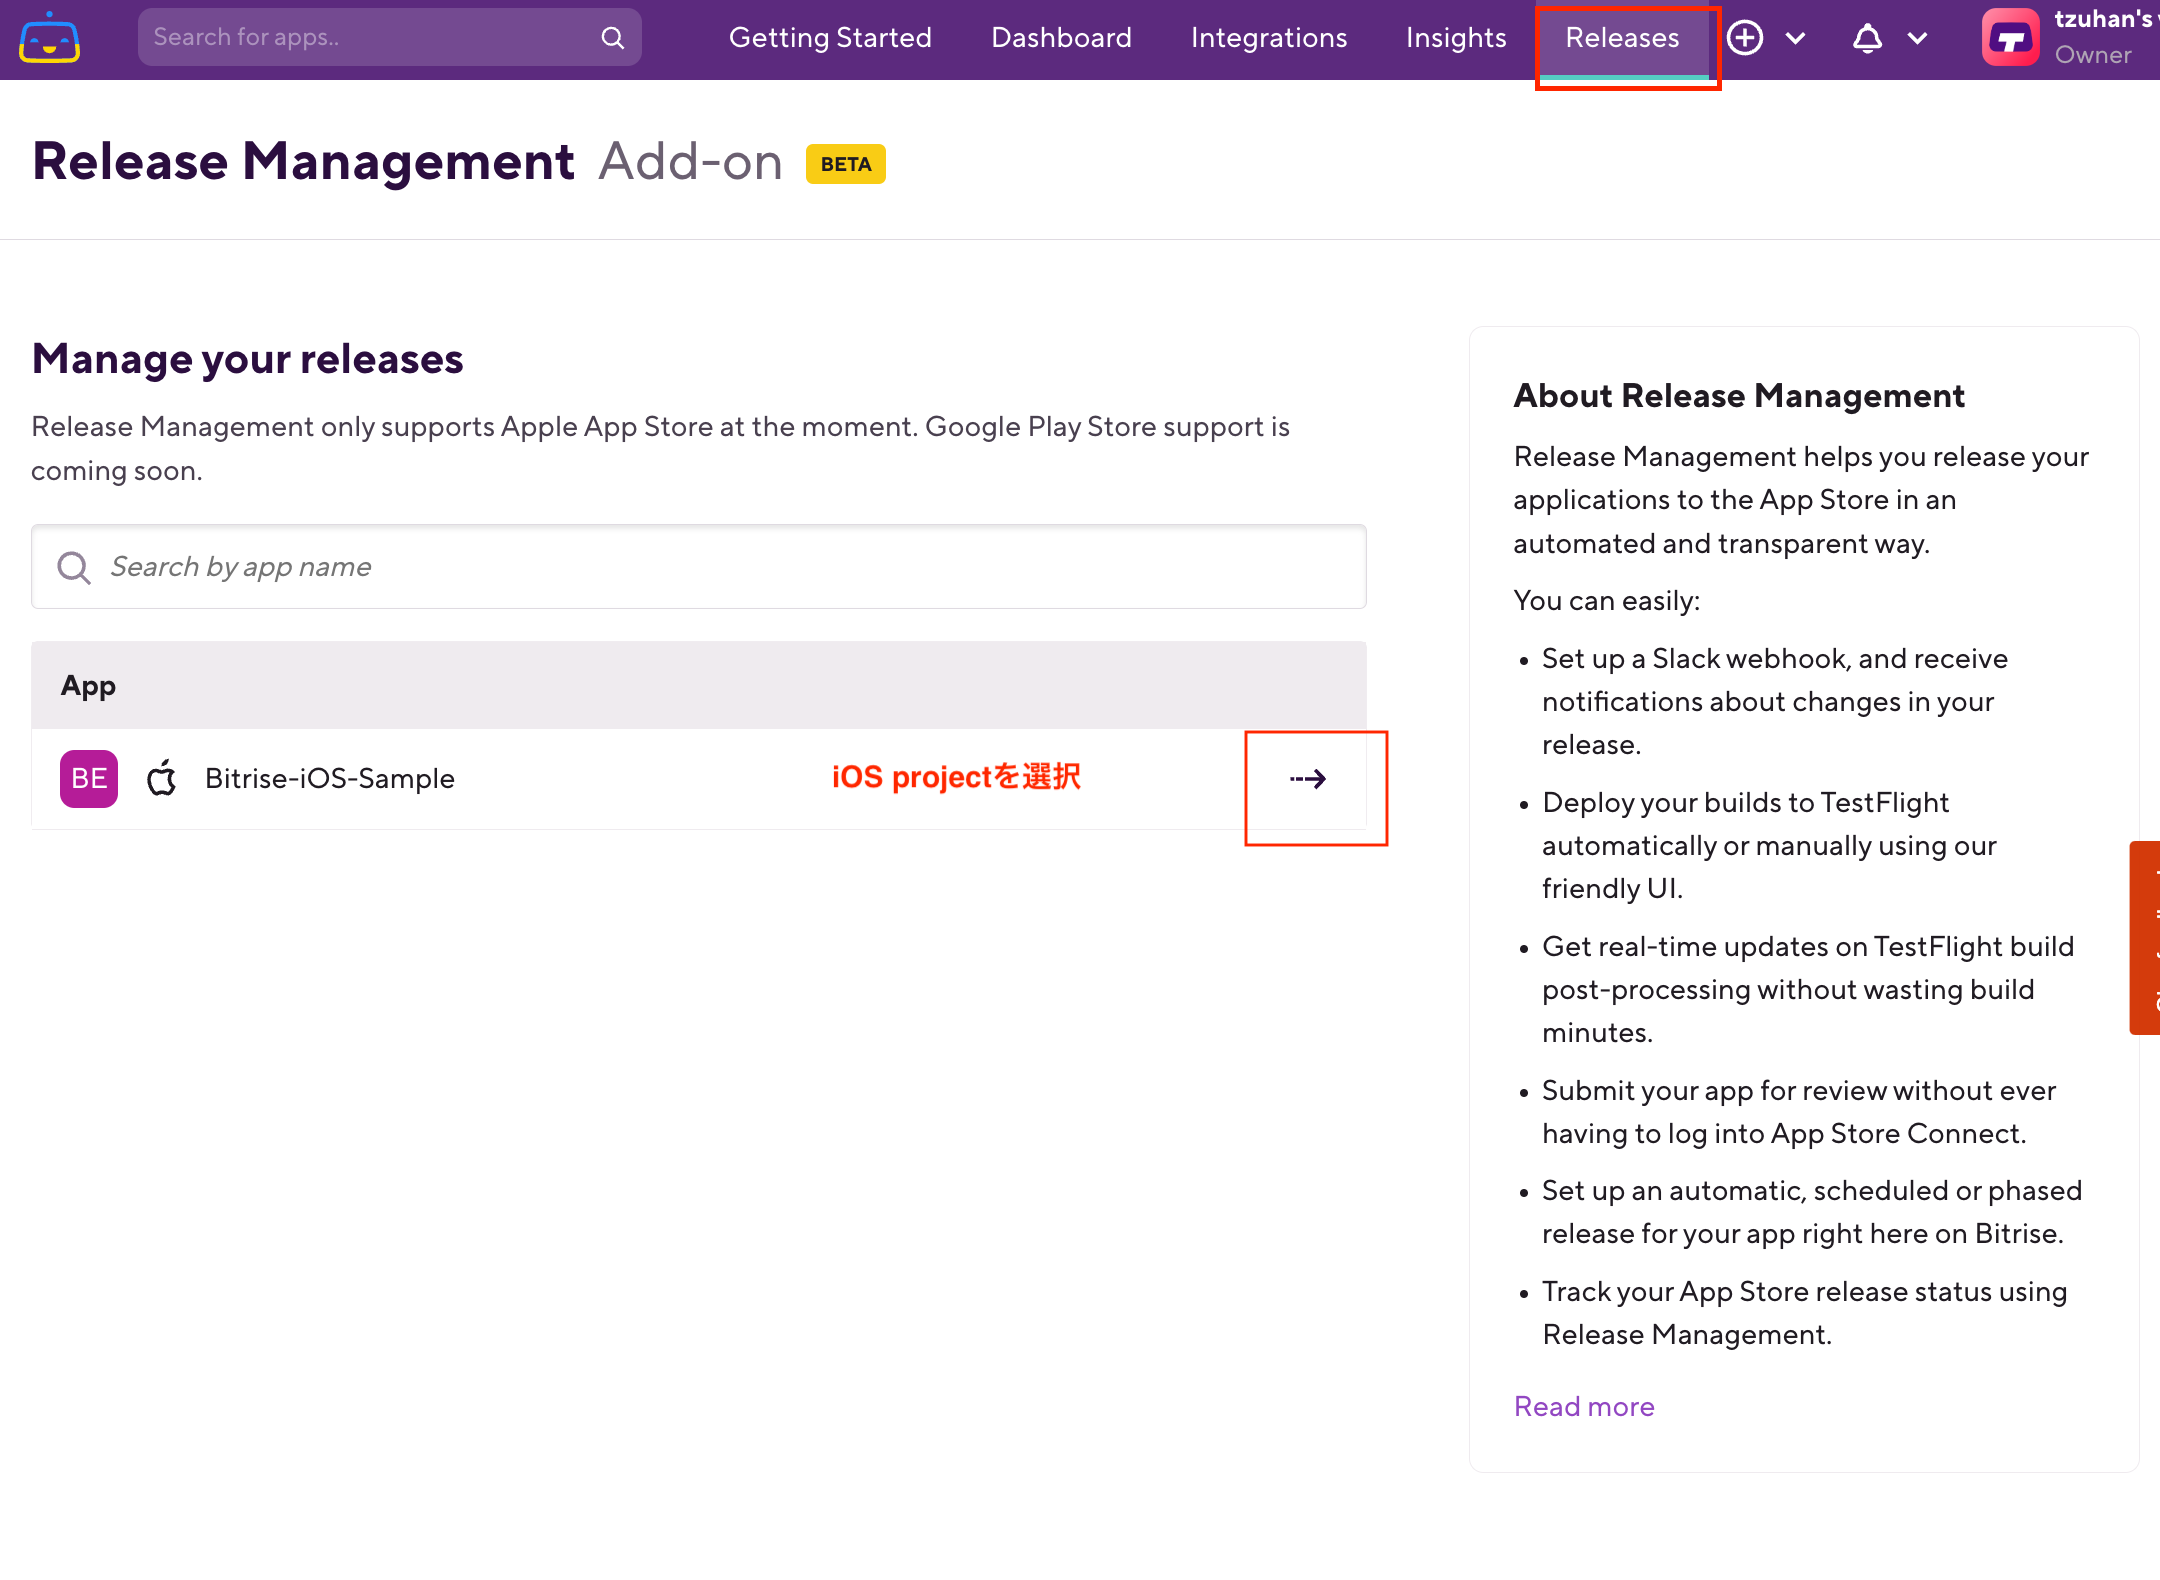 Search for apps..
Getting Started
Dashboard
Integrations
Insights
Releases
tzuhan's
Owner
Release Management Add-on BETA
Manage your releases
Release Management only supports Apple App Store at the moment. Google Play Store support is
coming soon.
Search by app name
App
BE Bitrise-iOS-Sample
iOS projectを選択
About Release Management
Release Management helps you release your
applications to the App Store in an
automated and transparent way.
You can easily:
• Set up a Slack webhook, and receive
notifications about changes in your
release.
• Deploy your builds to TestFlight
automatically or manually using our
friendly UI.
• Get real-time updates on TestFlight build
post-processing without wasting build
minutes.
• Submit your app for review without ever
having to log into App Store Connect.
• Set up an automatic, scheduled or phased
release for your app right here on Bitrise.
• Track your App Store release status using
Release Management.
Read more